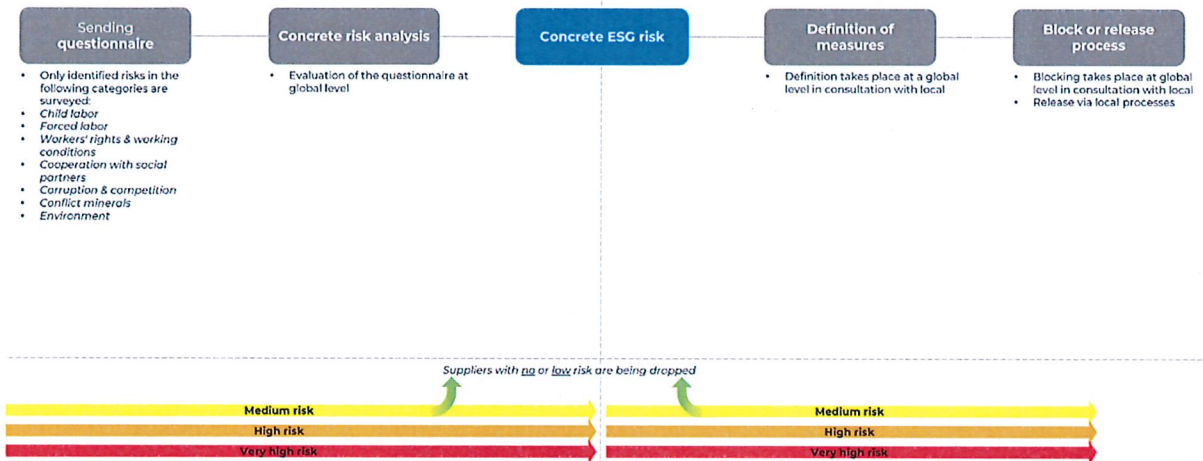 Sending
questionnaire
Concrete risk analysis
Concrete ESG risk
Definition of
measures
Block or release
process
• Only identified risks in the
following categories are
surveyed:
• Child labor
• Forced labor
• Workers' rights & working
conditions
• Cooperation with social
partners
• Corruption & competition
• Conflict minerals
• Environment
• Evaluation of the questionnaire at
global level
• Definition takes place at a global
level in consultation with local
• Blocking takes place at global
level in consultation with local
• Release via local processes
Suppliers with no or low risk are being dropped
Medium risk
High risk
Very high risk
Medium risk
High risk
Very high risk